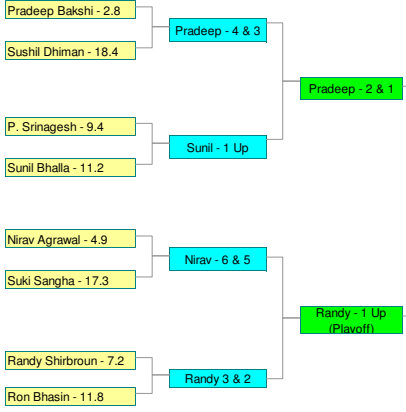 Pradeep Bakshi - 2.8
Pradeep - 4 & 3
Sushil Dhiman - 18.4
Pradeep - 2 & 1
P. Srinagesh - 9.4
Sunil - 1 Up
Sunil Bhalla - 11.2
Nirav Agrawal - 4.9
Nirav - 6 & 5
Suki Sangha - 17.3
Randy - 1 Up
(Playoff)
Randy Shirbroun - 7.2
Randy 3 & 2
Ron Bhasin - 11.8